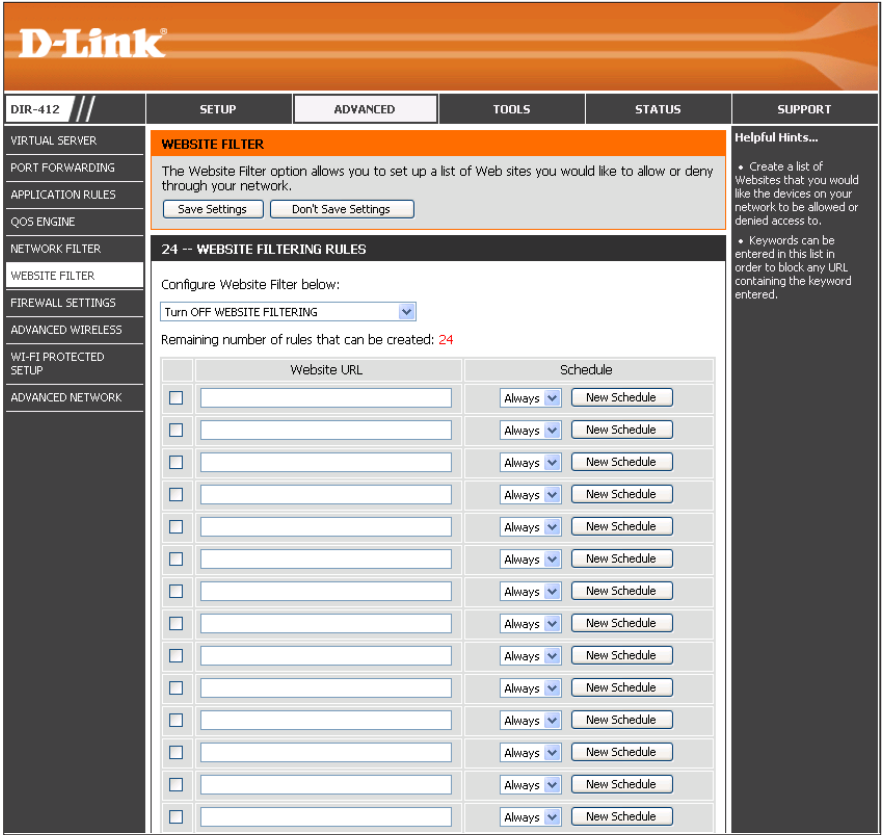 D-Link®
DIR-412
SETUP
ADVANCED
TOOLS
STATUS
SUPPORT
VIRTUAL SERVER
PORT FORWARDING
APPLICATION RULES
QOS ENGINE
NETWORK FILTER
WEBSITE FILTER
FIREWALL SETTINGS
ADVANCED WIRELESS
WI-FI PROTECTED
SETUP
ADVANCED NETWORK
WEBSITE FILTER
The Website Filter option allows you to set up a list of Web sites you would like to allow or deny
through your network.
Save Settings Don't Save Settings
24 -- WEBSITE FILTERING RULES
Configure Website Filter below:
Turn OFF WEBSITE FILTERING
Remaining number of rules that can be created: 24
Website URL Schedule
Always New Schedule
Always New Schedule
Always New Schedule
Always New Schedule
Always New Schedule
Always New Schedule
Always New Schedule
Always New Schedule
Always New Schedule
Always New Schedule
Always New Schedule
Always New Schedule
Always New Schedule
Always New Schedule
Helpful Hints...
• Create a list of
Websites that you would
like the devices on your
network to be allowed or
denied access to.
• Keywords can be
entered in this list in
order to block any URL
containing the keyword
entered.